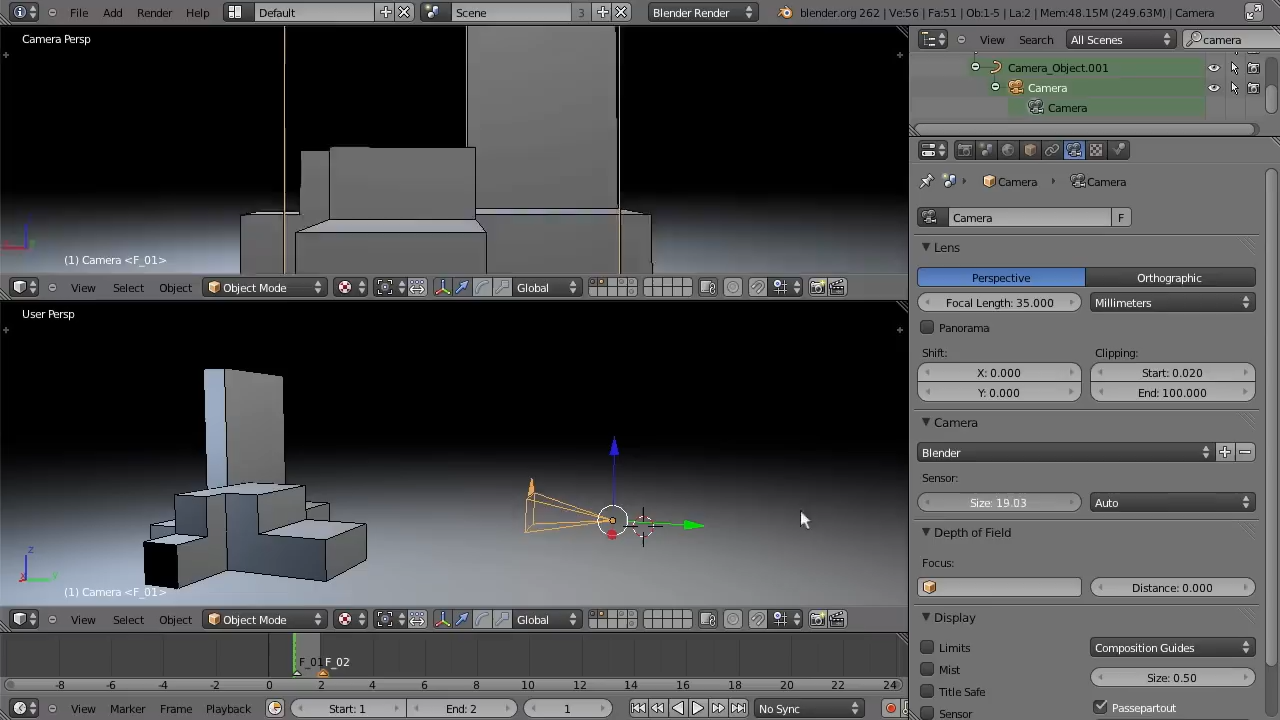 File Add Render Help Default Scene 3 Blender Render blender.org 262 | Ve:56 | Fa:51 | Ob:1-5 | La:2 | Mem:48.15M (249.63M) | Camera
Camera Persp
(1) Camera <F_01>
View Select Object Object Mode Global
User Persp
z
(1) Camera <F_01>
View Select Object Object Mode Global
F_01 F_02
-8 -6 -4 -2 0 2 4 6 8 10 12 14 16 18 20 22 24
View Marker Frame Playback Start: 1 End: 2 1 No Sync
View Search All Scenes camera
Camera_Object.001
Camera
Camera
Camera Camera
Camera F
Lens
Perspective Orthographic
Focal Length: 35.000 Millimeters
Panorama
Shift: Clipping:
X: 0.000 Start: 0.020
Y: 0.000 End: 100.000
Camera
Blender
Sensor:
Size: 19.03 Auto
Depth of Field
Focus:
Distance: 0.000
Display
Limits Composition Guides
Mist Size: 0.50
Title Safe
Sensor Passepartout